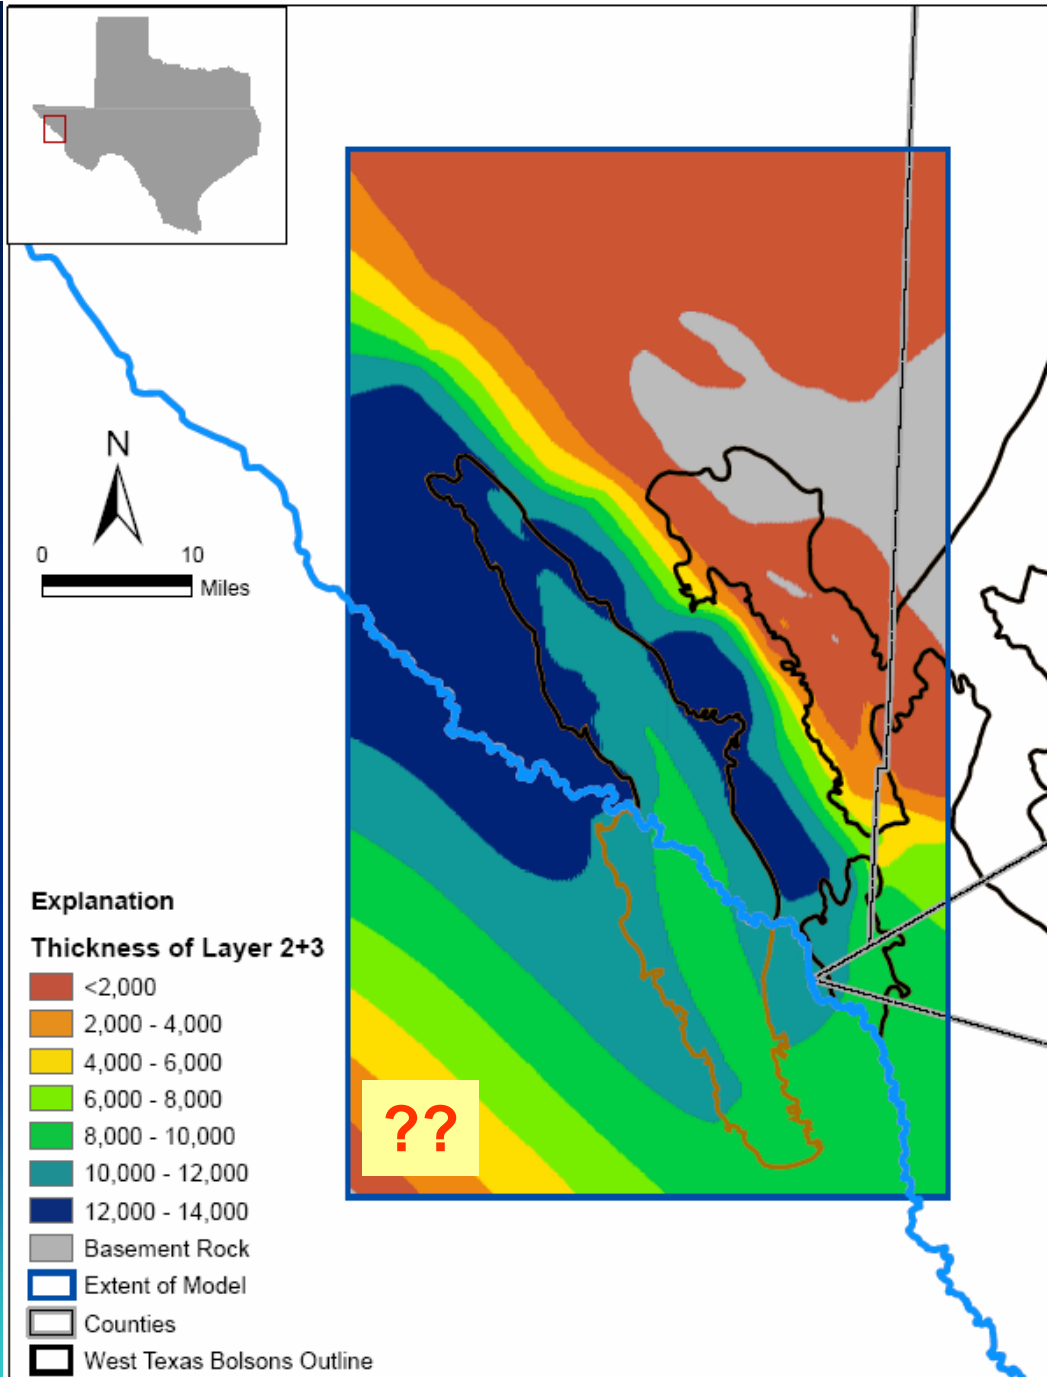 N
0 10
Miles
Explanation
Thickness of Layer 2+3
<2,000
2,000 - 4,000
4,000 - 6,000
6,000 - 8,000
8,000 - 10,000
10,000 - 12,000
12,000 - 14,000
Basement Rock
Extent of Model
Counties
West Texas Bolsons Outline
??